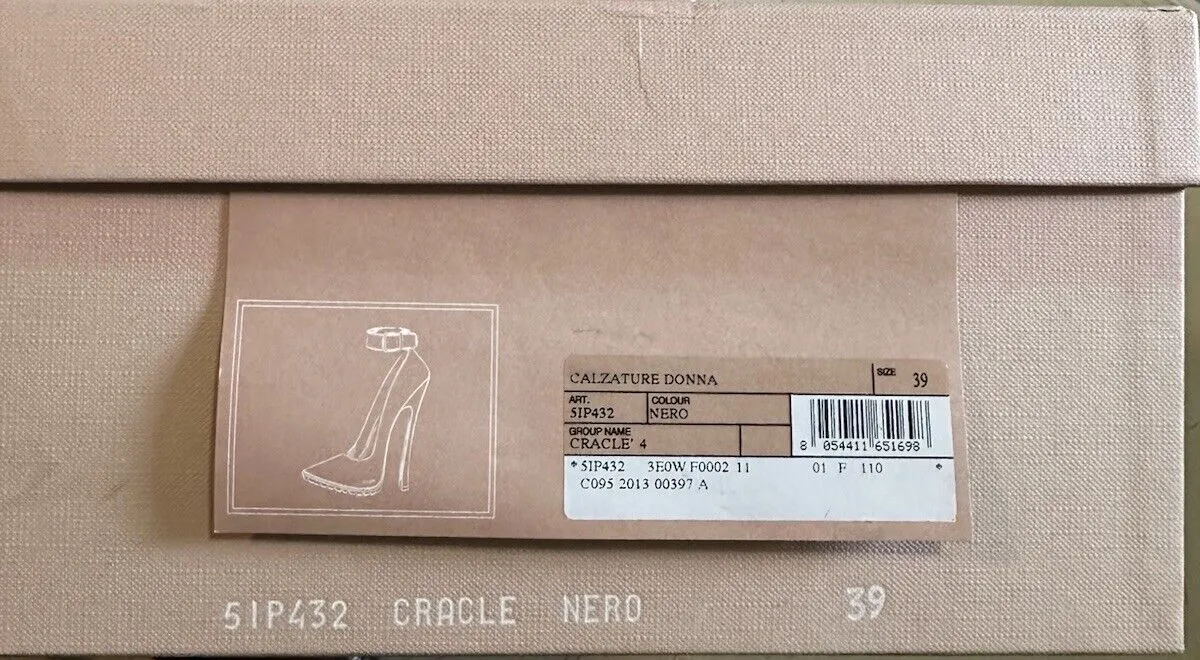 CALZATURE DONNA SIZE 39
ART. COLOUR
5IP432 NERO
GROUP NAME
CRACLE' 4
8 054411 651698
* 5IP432 3E0W F0002 11 01 F 110 *
C095 2013 00397 A
5IP432 CRACLE NERO 39